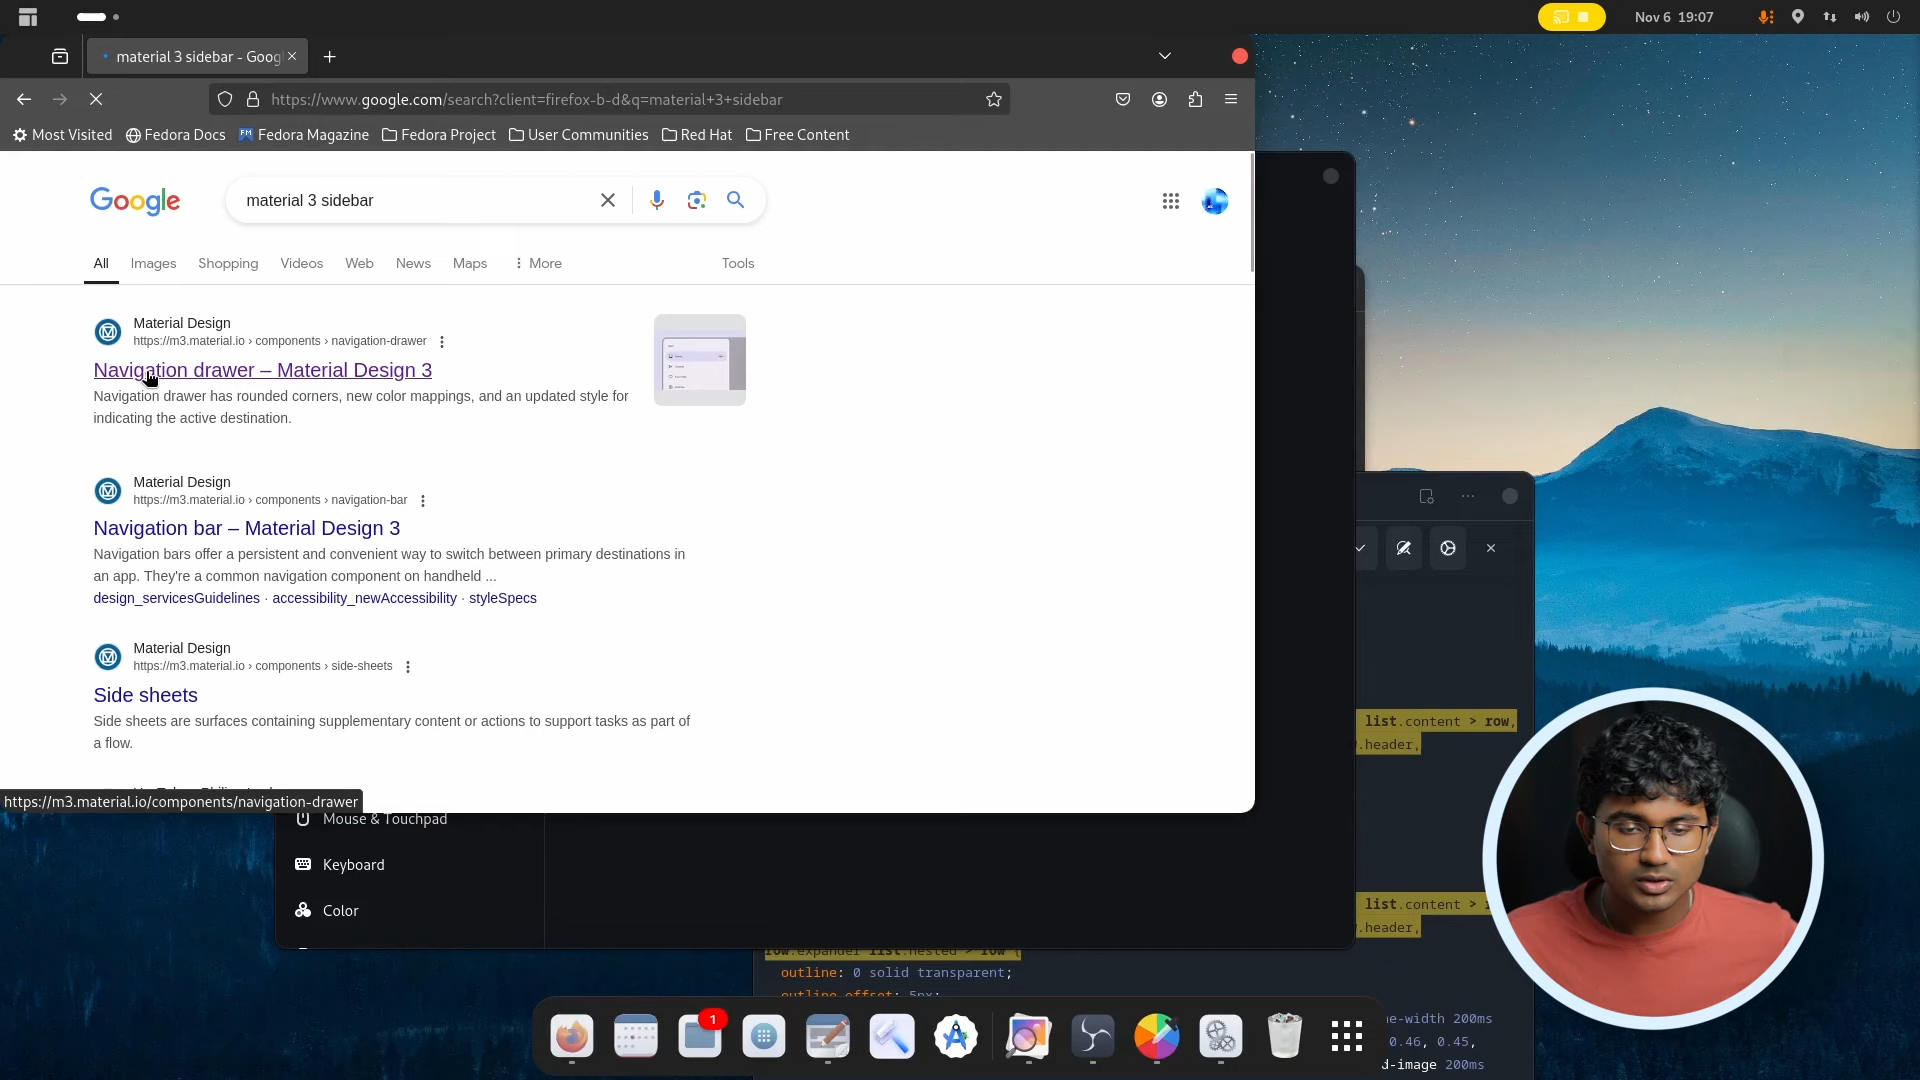 Nov 6 19:07
material 3 sidebar - Goog
https://www.google.com/search?client=firefox-b-d&q=material+3+sidebar
Most Visited
Fedora Docs
Fedora Magazine
Fedora Project
User Communities
Red Hat
Free Content
Google
material 3 sidebar
All
Images
Shopping
Videos
Web
News
Maps
More
Tools
Material Design
https://m3.material.io › components › navigation-drawer
Navigation drawer – Material Design 3
Navigation drawer has rounded corners, new color mappings, and an updated style for
indicating the active destination.
Material Design
https://m3.material.io › components › navigation-bar
Navigation bar – Material Design 3
Navigation bars offer a persistent and convenient way to switch between primary destinations in
an app. They're a common navigation component on handheld ...
design_servicesGuidelines · accessibility_newAccessibility · styleSpecs
Material Design
https://m3.material.io › components › side-sheets
Side sheets
Side sheets are surfaces containing supplementary content or actions to support tasks as part of
a flow.
https://m3.material.io/components/navigation-drawer
list.content > row,
.header,
list.content >
.header,
Mouse & Touchpad
Keyboard
Color
row.expander list.nested > row {
outline: 0 solid transparent;
outline-offset: 5px;
e-width 200ms
0.46, 0.45,
d-image 200ms
1